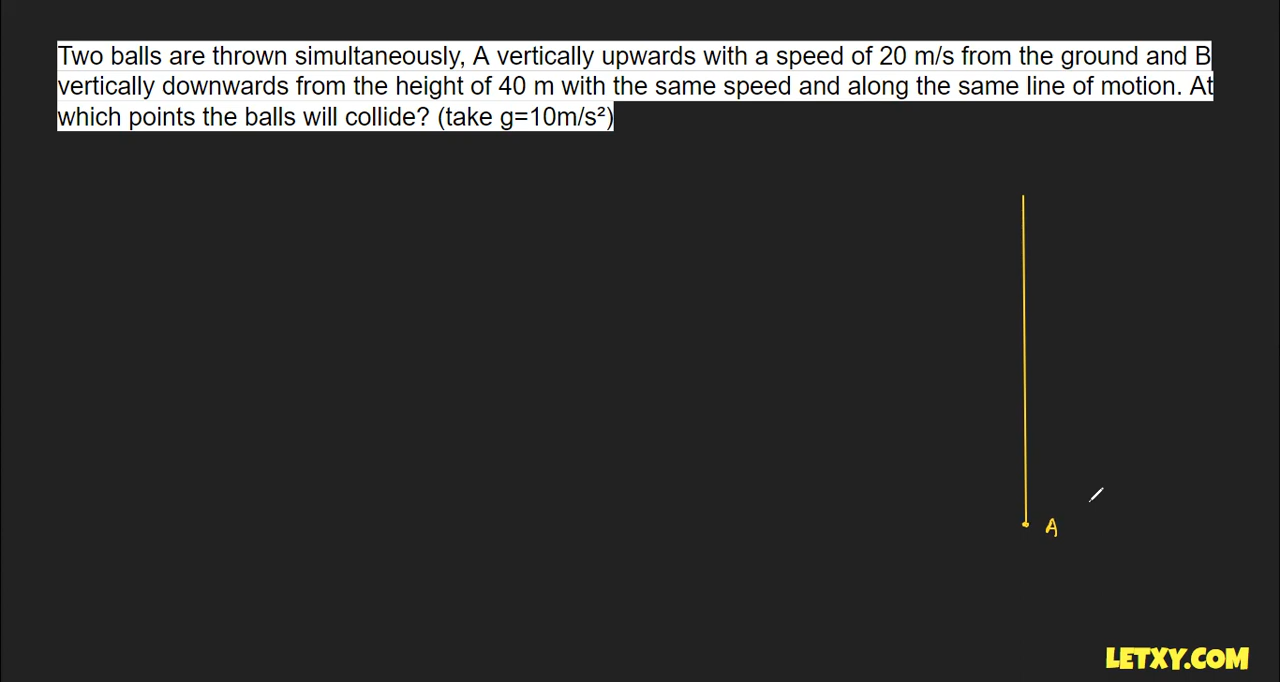 Two balls are thrown simultaneously, A vertically upwards with a speed of 20 m/s from the ground and B
vertically downwards from the height of 40 m with the same speed and along the same line of motion. At
which points the balls will collide? (take g=10m/s²)
A
LETXY.COM